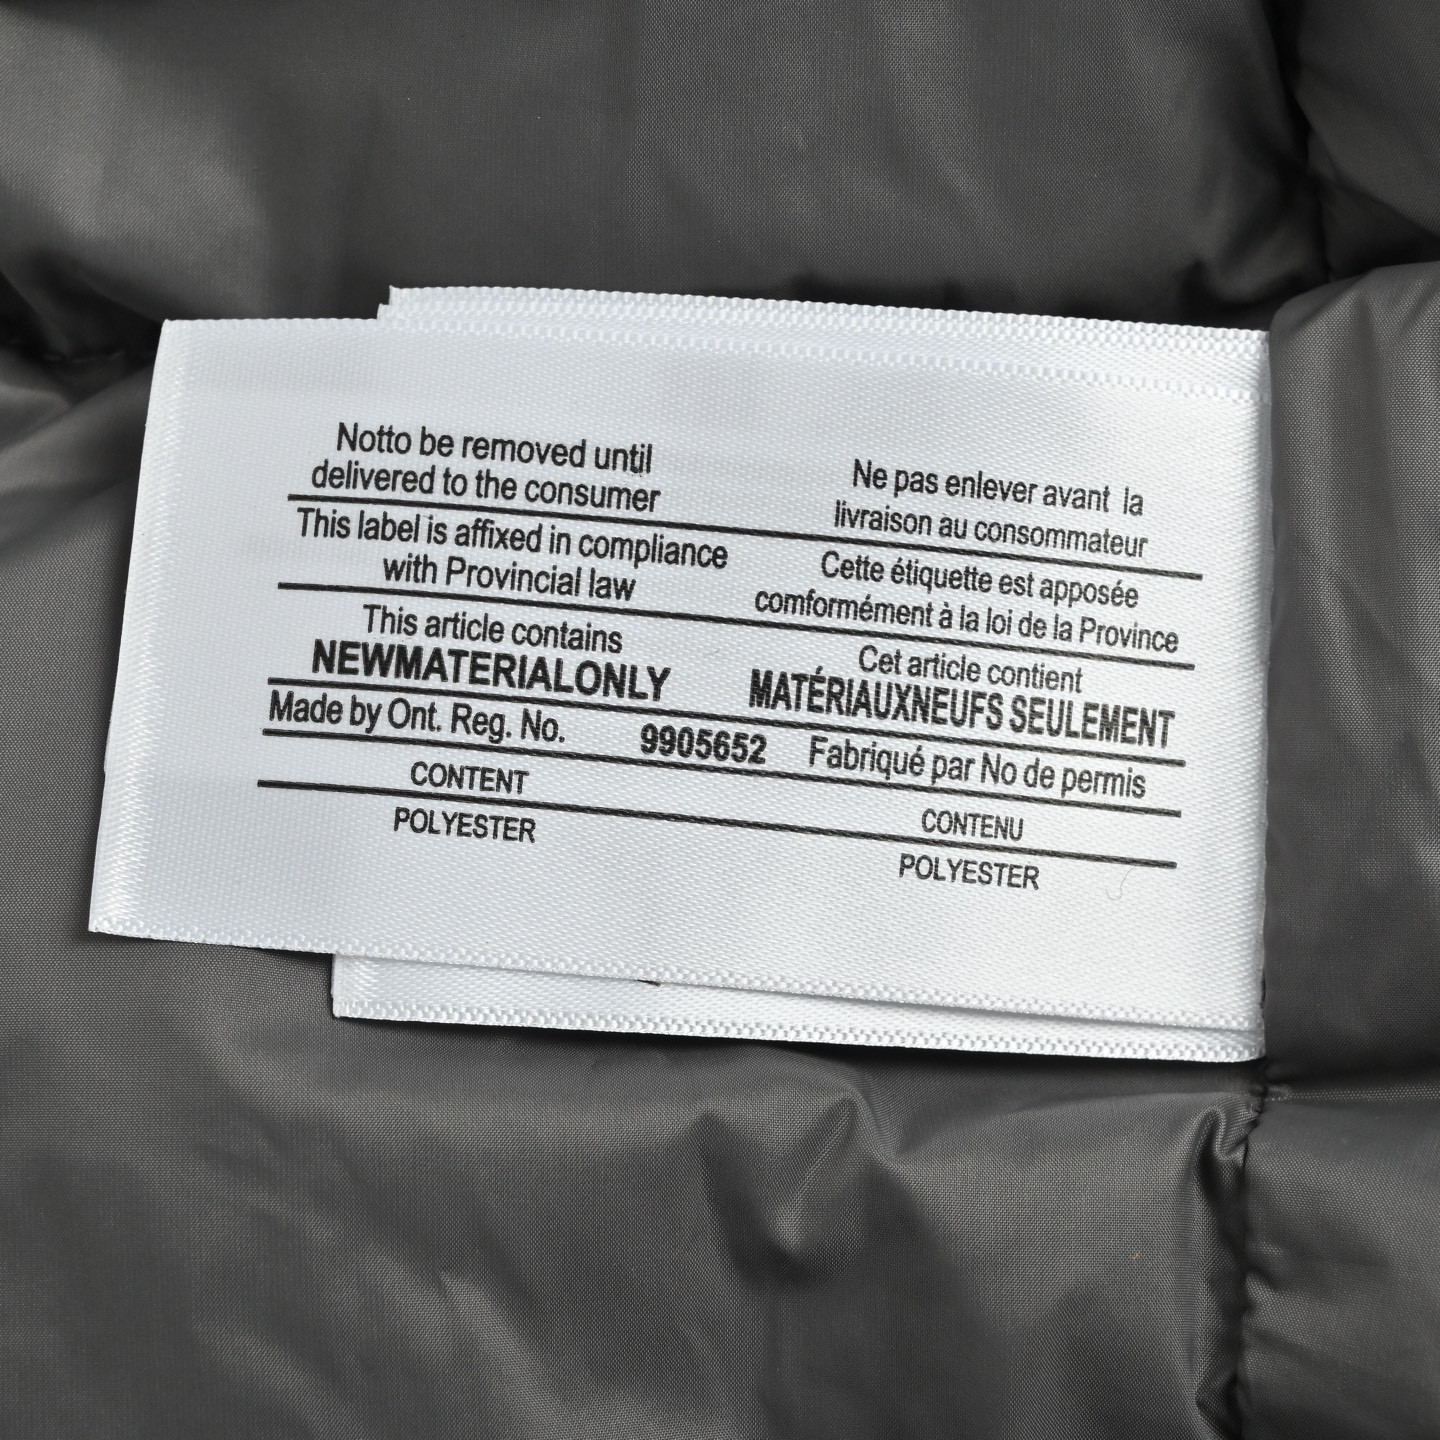 Notto be removed until
delivered to the consumer
Ne pas enlever avant la
livraison au consommateur
This label is affixed in compliance
with Provincial law
Cette étiquette est apposée
comformément à la loi de la Province
This article contains
NEWMATERIALONLY
Cet article contient
MATÉRIAUXNEUFS SEULEMENT
Made by Ont. Reg. No. 9905652 Fabriqué par No de permis
CONTENT
CONTENU
POLYESTER
POLYESTER